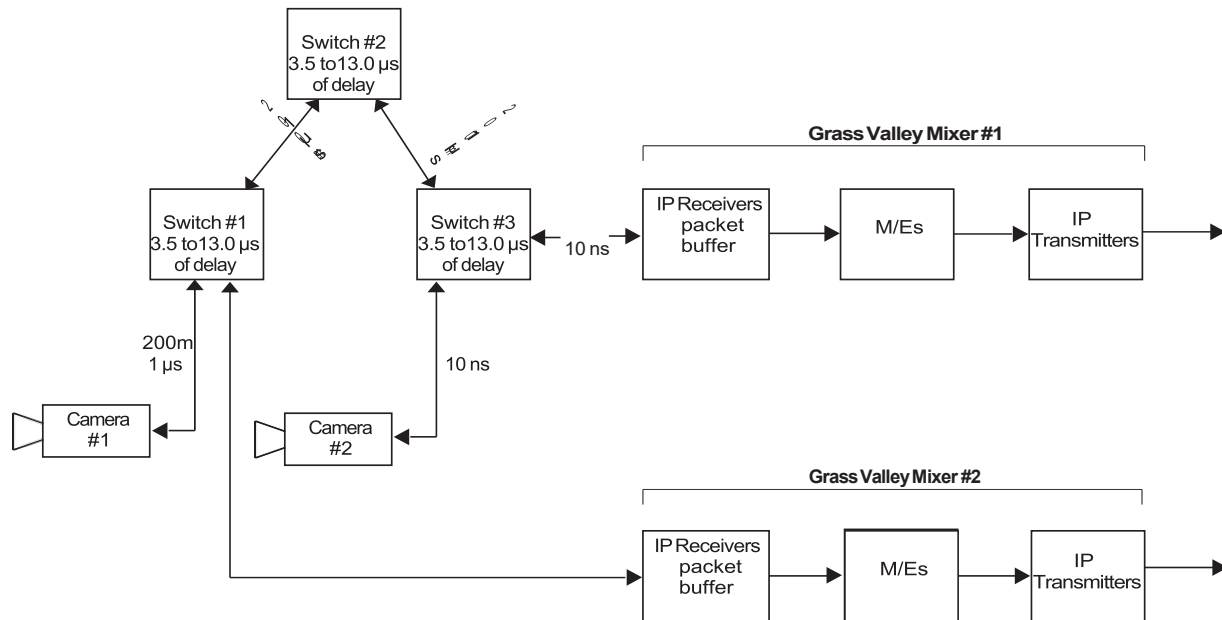 Switch #2
3.5 to13.0 µs
of delay
Grass Valley Mixer #1
Switch #1
3.5 to13.0 µs
of delay
Switch #3
3.5 to13.0 µs
of delay
10 ns
IP Receivers
packet
buffer
M/Es
IP
Transmitters
200m
1 µs
10 ns
Camera
#1
Camera
#2
Grass Valley Mixer #2
IP Receivers
packet
buffer
M/Es
IP
Transmitters